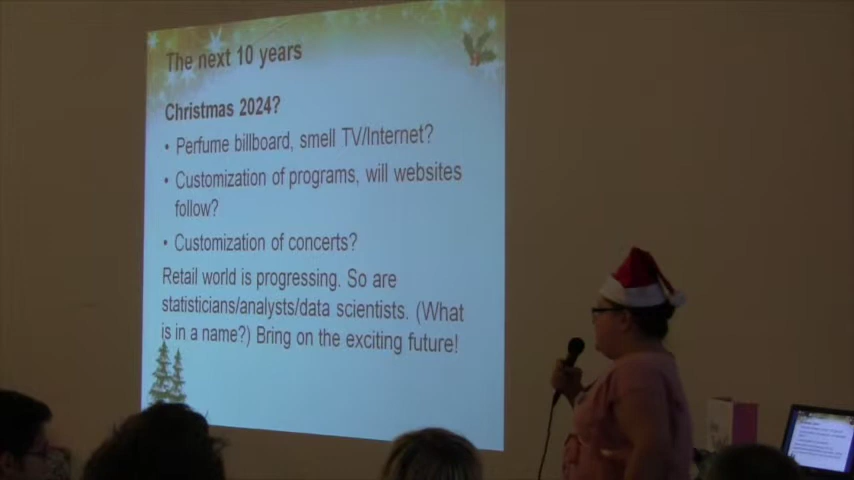 The next 10 years
Christmas 2024?
• Perfume billboard, smell TV/Internet?
• Customization of programs, will websites
follow?
• Customization of concerts?
Retail world is progressing. So are
statisticians/analysts/data scientists. (What
is in a name?) Bring on the exciting future!